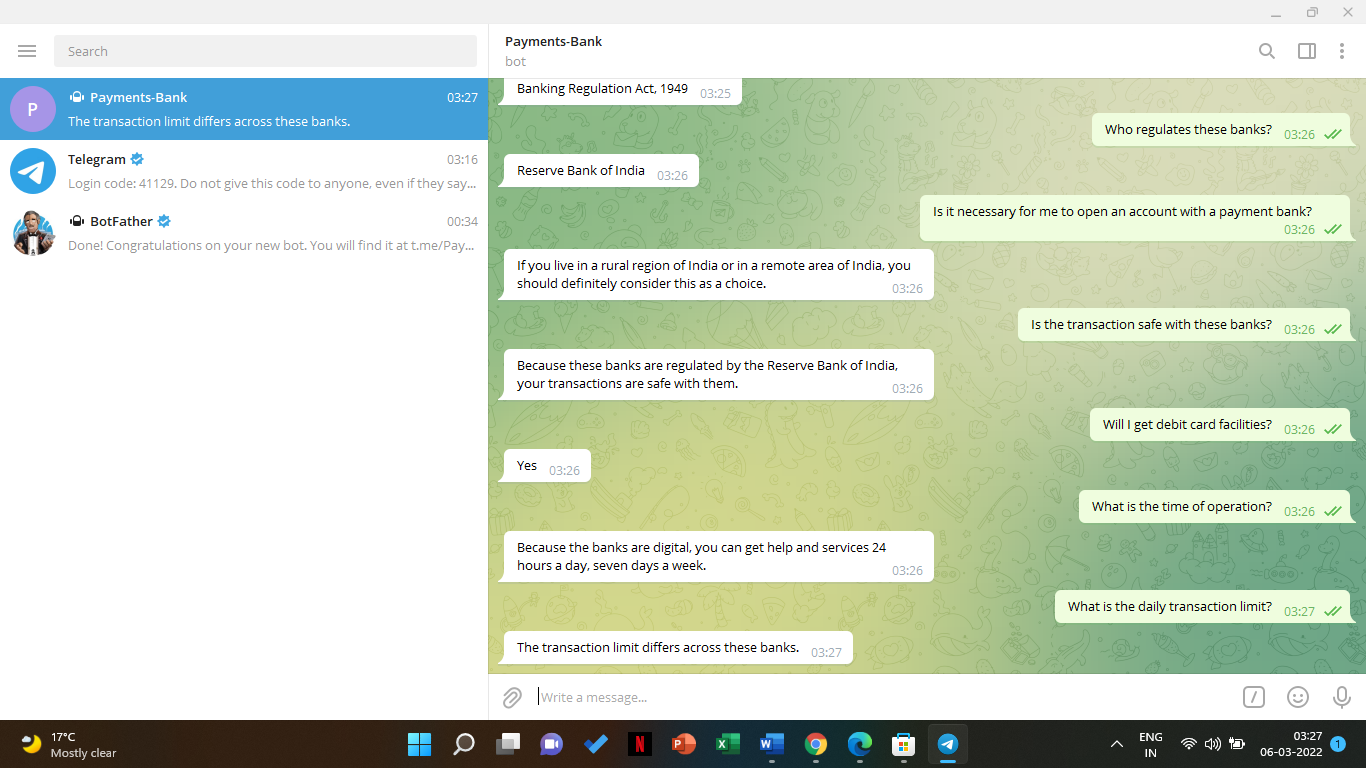 Search
Payments-Bank
03:27
The transaction limit differs across these banks.
Telegram
03:16
Login code: 41129. Do not give this code to anyone, even if they say...
BotFather
00:34
Done! Congratulations on your new bot. You will find it at t.me/Pay...
Payments-Bank
bot
Banking Regulation Act, 1949 03:25
Who regulates these banks? 03:26
Reserve Bank of India 03:26
Is it necessary for me to open an account with a payment bank?
03:26
If you live in a rural region of India or in a remote area of India, you
should definitely consider this as a choice. 03:26
Is the transaction safe with these banks? 03:26
Because these banks are regulated by the Reserve Bank of India,
your transactions are safe with them. 03:26
Will I get debit card facilities? 03:26
Yes 03:26
What is the time of operation? 03:26
Because the banks are digital, you can get help and services 24
hours a day, seven days a week. 03:26
What is the daily transaction limit? 03:27
The transaction limit differs across these banks. 03:27
Write a message...
P
17°C
Mostly clear
P
N
X
W
ENG
IN
03:27
06-03-2022
1